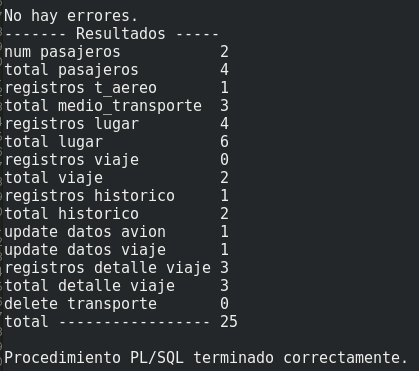 No hay errores.
------- Resultados -----
num pasajeros 2
total pasajeros 4
registros t_aereo 1
total medio_transporte 3
registros lugar 4
total lugar 6
registros viaje 0
total viaje 2
registros historico 1
total historico 2
update datos avion 1
update datos viaje 1
registros detalle viaje 3
total detalle viaje 3
delete transporte 0
total ----------------- 25
Procedimiento PL/SQL terminado correctamente.